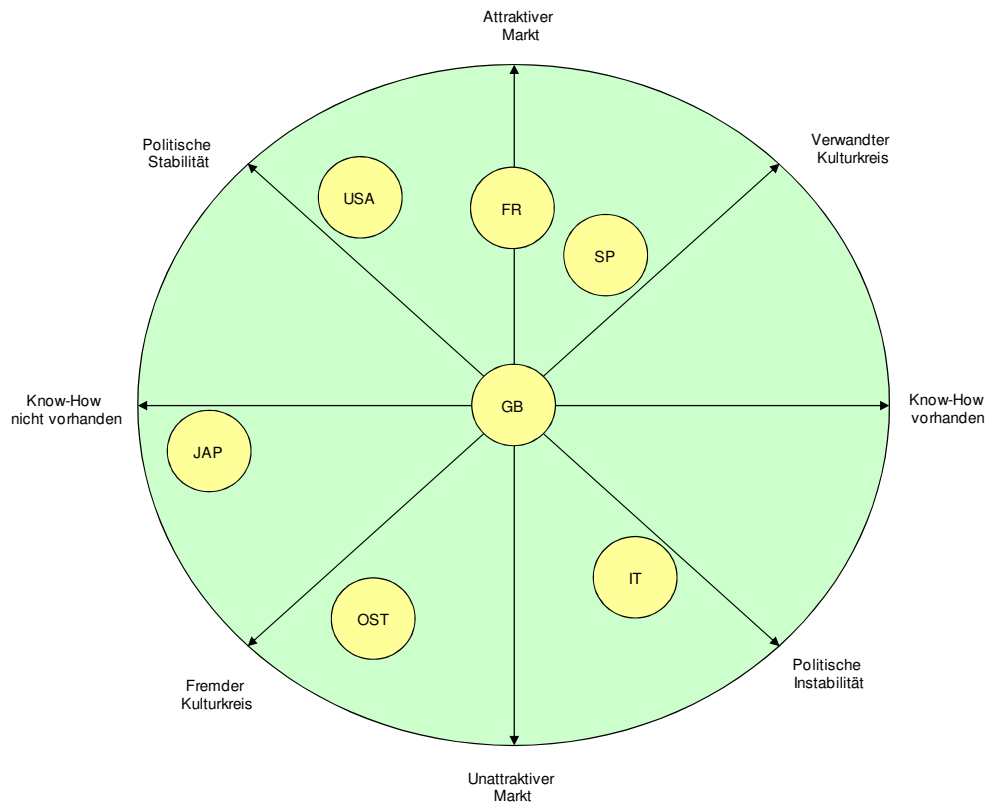 Attraktiver
Markt
Politische
Stabilität
Verwandter
Kulturkreis
USA
FR
SP
Know-How
nicht vorhanden
GB
Know-How
vorhanden
JAP
IT
OST
Fremder
Kulturkreis
Politische
Instabilität
Unattraktiver
Markt